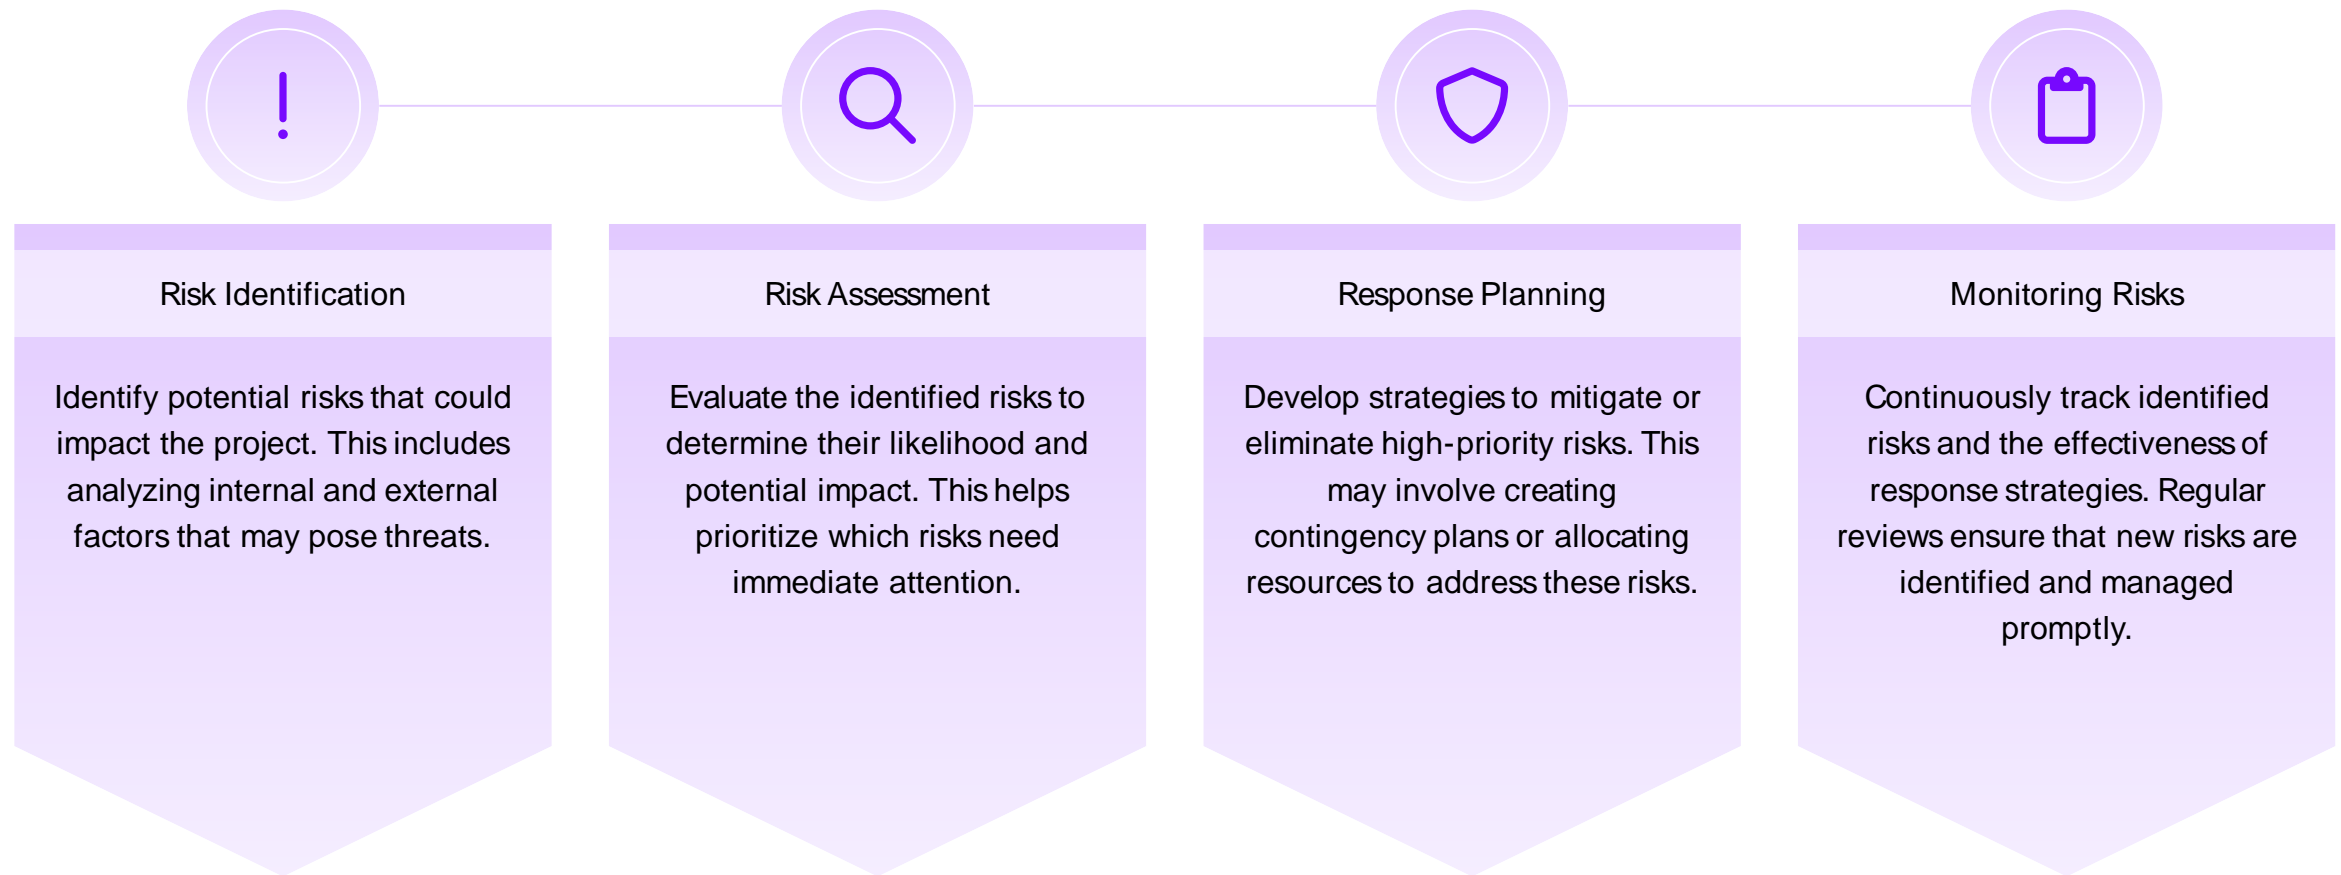 Risk Identification
Identify potential risks that could
impact the project. This includes
analyzing internal and external
factors that may pose threats.
Risk Assessment
Evaluate the identified risks to
determine their likelihood and
potential impact. This helps
prioritize which risks need
immediate attention.
Response Planning
Develop strategies to mitigate or
eliminate high-priority risks. This
may involve creating
contingency plans or allocating
resources to address these risks.
Monitoring Risks
Continuously track identified
risks and the effectiveness of
response strategies. Regular
reviews ensure that new risks are
identified and managed
promptly.